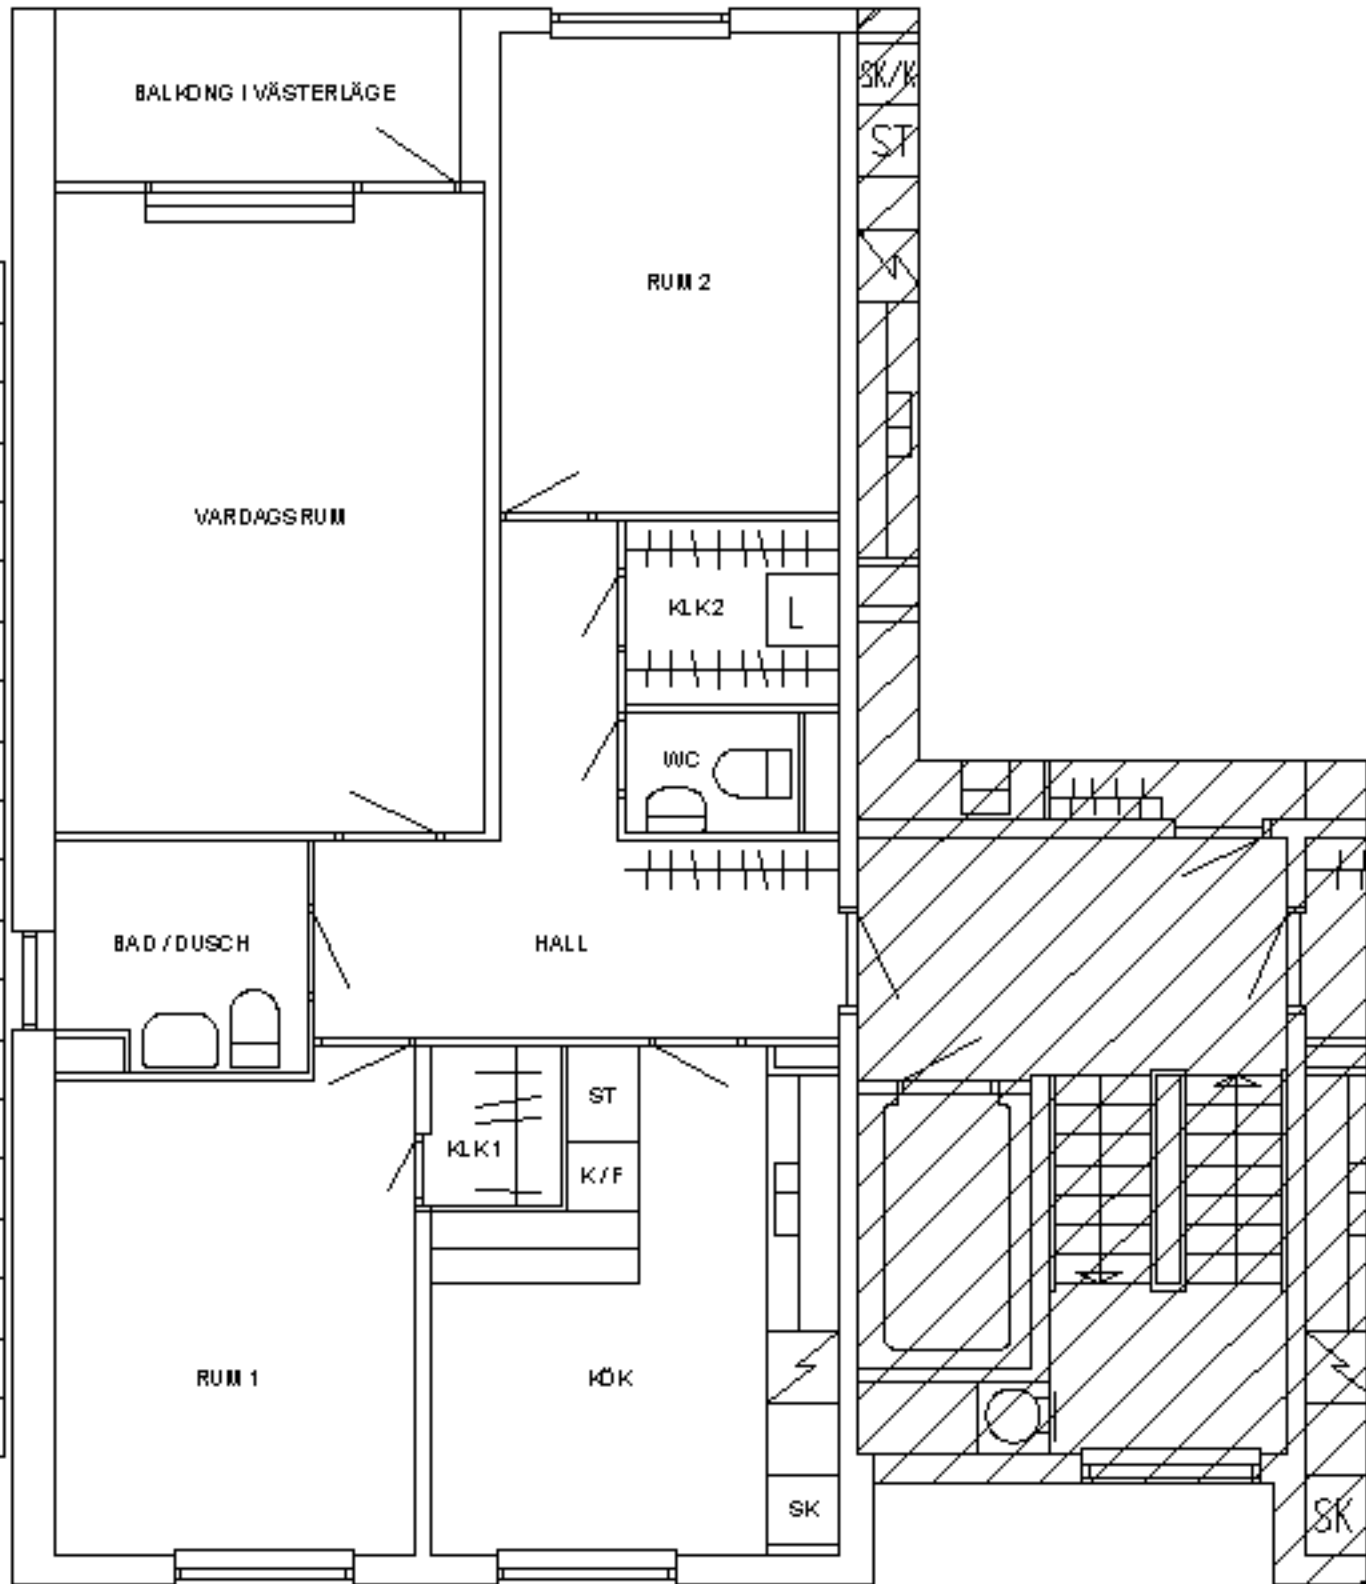 BALKONG I VÄSTERLÄGE
SK/K
ST
RUM 2
VARDAGSRUM
KLK2
L
WC
BAD / DUSCH
HALL
ST
KLK1
K / F
RUM 1
KÖK
SK
SK